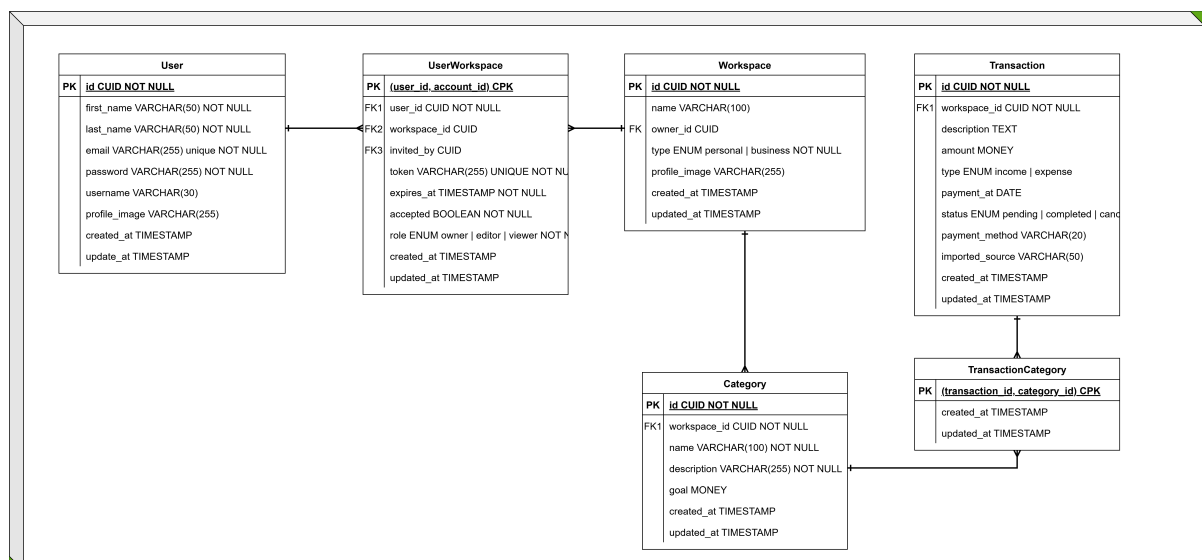 User
PK id CUID NOT NULL
first_name VARCHAR(50) NOT NULL
last_name VARCHAR(50) NOT NULL
email VARCHAR(255) unique NOT NULL
password VARCHAR(255) NOT NULL
username VARCHAR(30)
profile_image VARCHAR(255)
created_at TIMESTAMP
update_at TIMESTAMP
UserWorkspace
PK (user_id, account_id) CPK
FK1 user_id CUID NOT NULL
FK2 workspace_id CUID
FK3 invited_by CUID
token VARCHAR(255) UNIQUE NOT NU
expires_at TIMESTAMP NOT NULL
accepted BOOLEAN NOT NULL
role ENUM owner | editor | viewer NOT N
created_at TIMESTAMP
updated_at TIMESTAMP
Workspace
PK id CUID NOT NULL
name VARCHAR(100)
FK owner_id CUID
type ENUM personal | business NOT NULL
profile_image VARCHAR(255)
created_at TIMESTAMP
updated_at TIMESTAMP
Transaction
PK id CUID NOT NULL
FK1 workspace_id CUID NOT NULL
description TEXT
amount MONEY
type ENUM income | expense
payment_at DATE
status ENUM pending | completed | canc
payment_method VARCHAR(20)
imported_source VARCHAR(50)
created_at TIMESTAMP
updated_at TIMESTAMP
Category
PK id CUID NOT NULL
FK1 workspace_id CUID NOT NULL
name VARCHAR(100) NOT NULL
description VARCHAR(255) NOT NULL
goal MONEY
created_at TIMESTAMP
updated_at TIMESTAMP
TransactionCategory
PK (transaction_id, category_id) CPK
created_at TIMESTAMP
updated_at TIMESTAMP